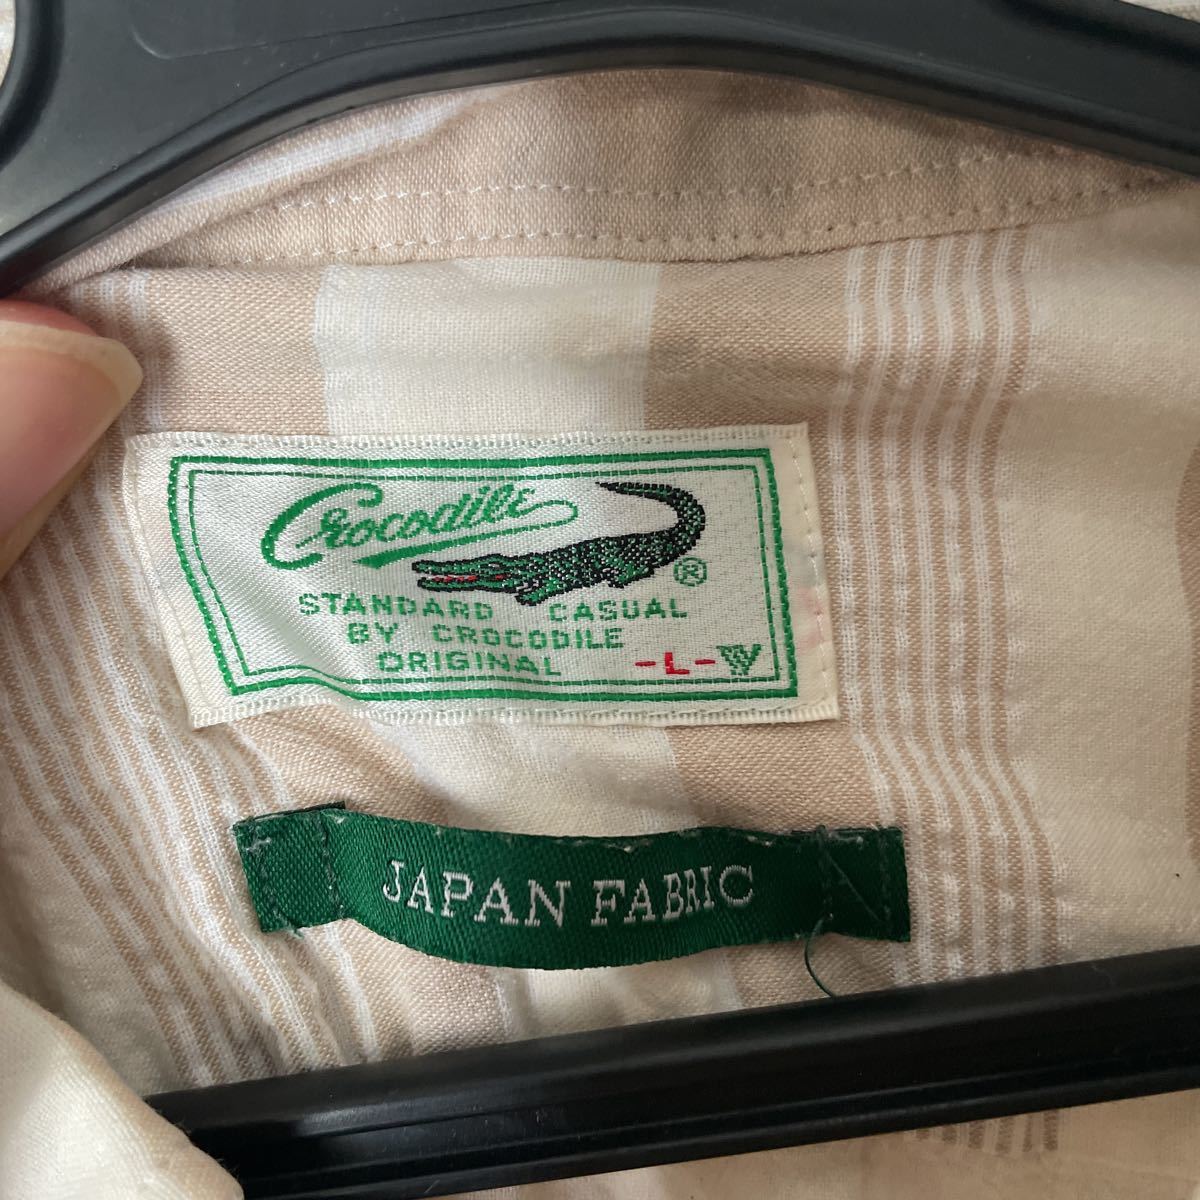 Crocodile
®
STANDARD CASUAL
BY CROCODILE
ORIGINAL -L-W
JAPAN FABRIC